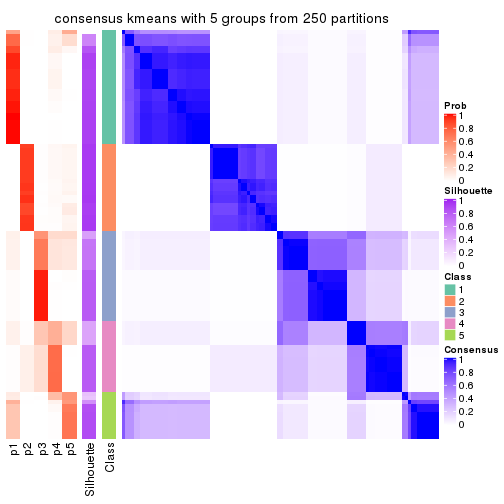 consensus kmeans with 5 groups from 250 partitions
Prob
1
0.8
0.6
0.4
0.2
0
Silhouette
1
0.8
0.6
0.4
0.2
0
Class
1
2
3
4
5
Consensus
1
0.8
0.6
0.4
0.2
0
p1
p2
p3
p4
p5
Silhouette
Class